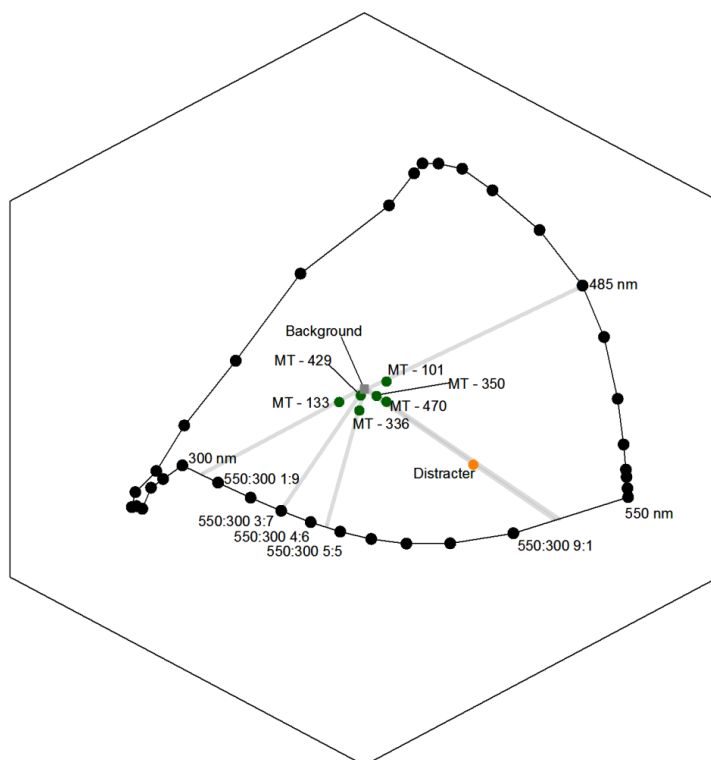 485 nm
Background
MT - 429
MT - 101
MT - 350
MT - 133
MT - 470
MT - 336
300 nm
Distracter
550:300 1:9
550 nm
550:300 3:7
550:300 4:6
550:300 9:1
550:300 5:5